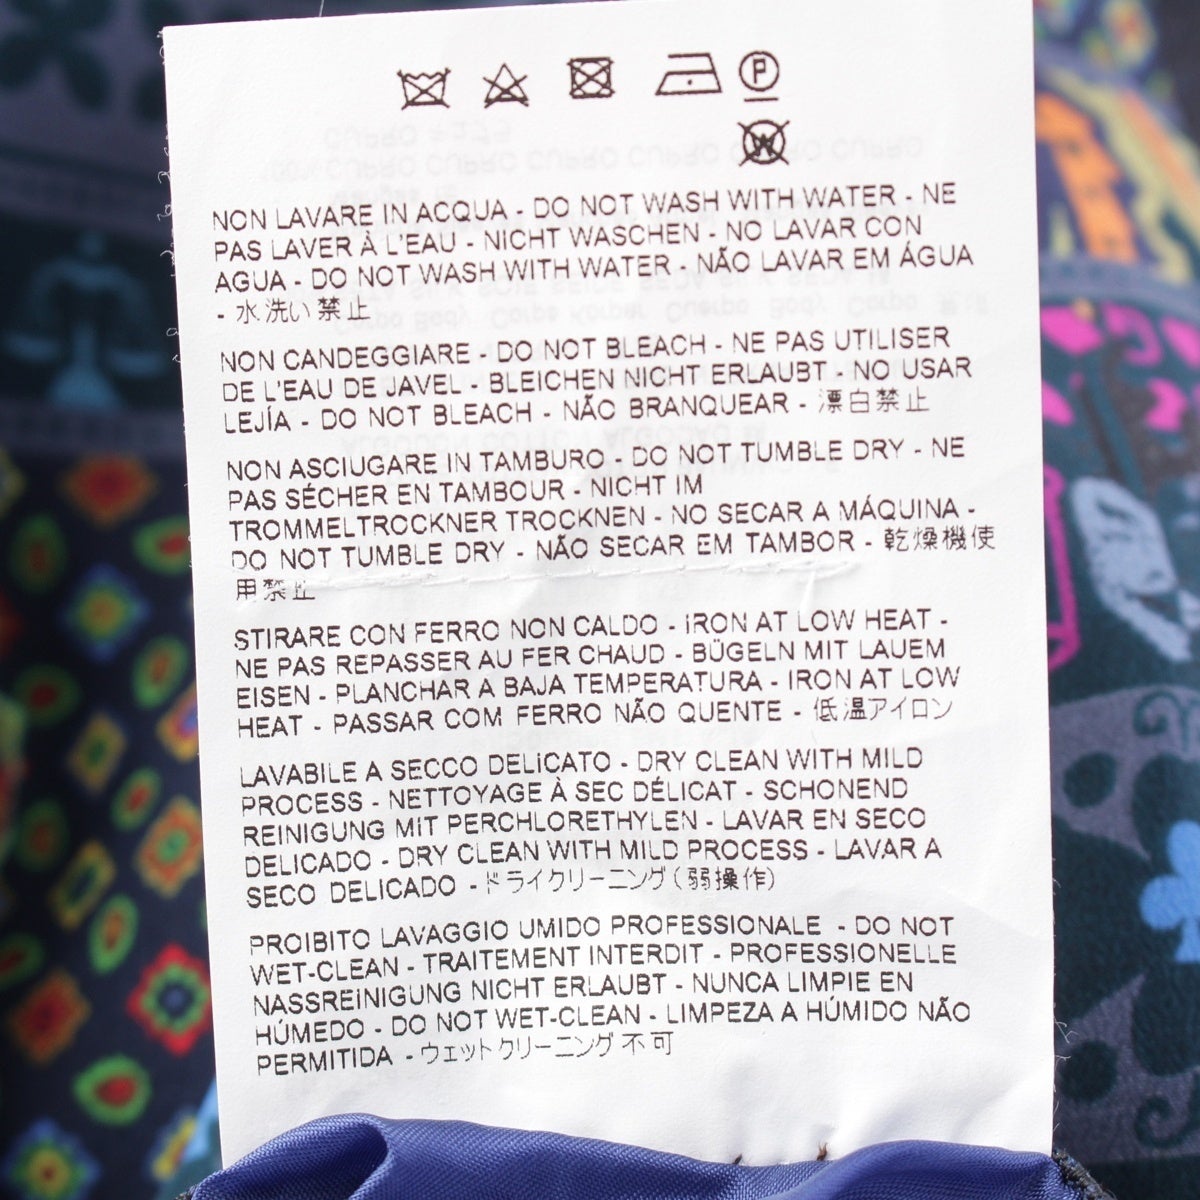 P
W
NON LAVARE IN ACQUA - DO NOT WASH WITH WATER - NE
PAS LAVER À L'EAU - NICHT WASCHEN - NO LAVAR CON
AGUA - DO NOT WASH WITH WATER - NÃO LAVAR EM ÁGUA
- 水洗い禁止
NON CANDEGGIARE - DO NOT BLEACH - NE PAS UTILISER
DE L'EAU DE JAVEL - BLEICHEN NICHT ERLAUBT - NO USAR
LEJÍA - DO NOT BLEACH - NÃO BRANQUEAR - 漂白禁止
NON ASCIUGARE IN TAMBURO - DO NOT TUMBLE DRY - NE
PAS SÉCHER EN TAMBOUR - NICHT IM
TROMMELTROCKNER TROCKNEN - NO SECAR A MÁQUINA -
DO NOT TUMBLE DRY - NÃO SECAR EM TAMBOR - 乾燥機使
用禁止
STIRARE CON FERRO NON CALDO - IRON AT LOW HEAT -
NE PAS REPASSER AU FER CHAUD - BÜGELN MIT LAUEM
EISEN - PLANCHAR A BAJA TEMPERATURA - IRON AT LOW
HEAT - PASSAR COM FERRO NÃO QUENTE - 低温アイロン
LAVABILE A SECCO DELICATO - DRY CLEAN WITH MILD
PROCESS - NETTOYAGE À SEC DÉLICAT - SCHONEND
REINIGUNG MIT PERCHLORETHYLEN - LAVAR EN SECO
DELICADO - DRY CLEAN WITH MILD PROCESS - LAVAR A
SECO DELICADO - ドライクリーニング(弱操作)
PROIBITO LAVAGGIO UMIDO PROFESSIONALE - DO NOT
WET-CLEAN - TRAITEMENT INTERDIT - PROFESSIONELLE
NASSREINIGUNG NICHT ERLAUBT - NUNCA LIMPIE EN
HÚMEDO - DO NOT WET-CLEAN - LIMPEZA A HÚMIDO NÃO
PERMITIDA - ウェットクリーニング不可